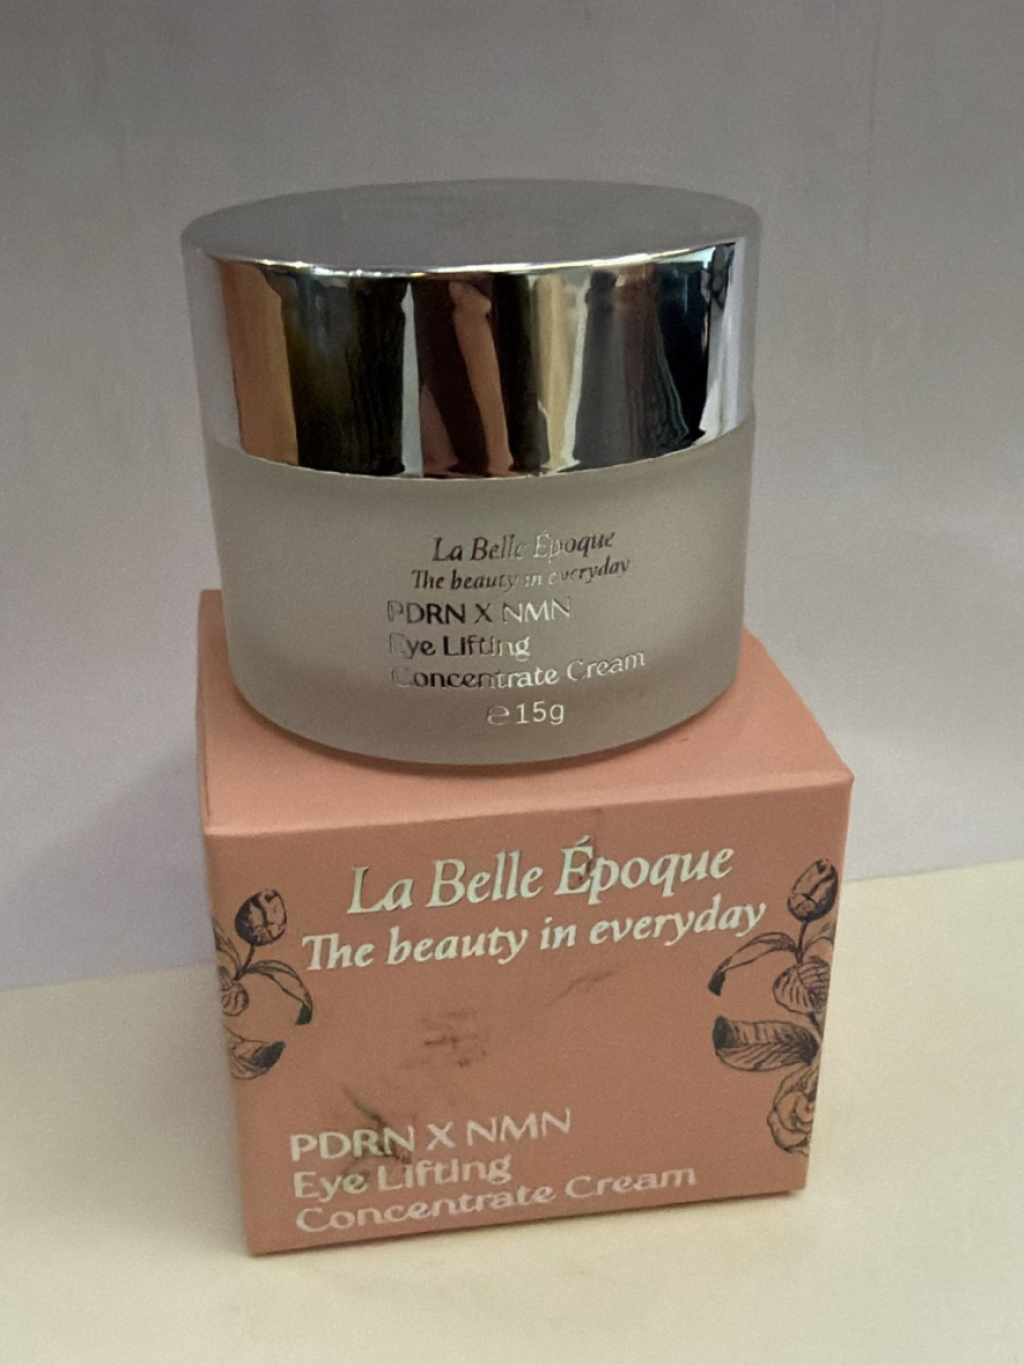 La Belle Époque
The beauty in everyday
PDRN X NMN
Eye Lifting
Concentrate Cream
℮15g
La Belle Époque
The beauty in everyday
PDRN X NMN
Eye Lifting
Concentrate Cream